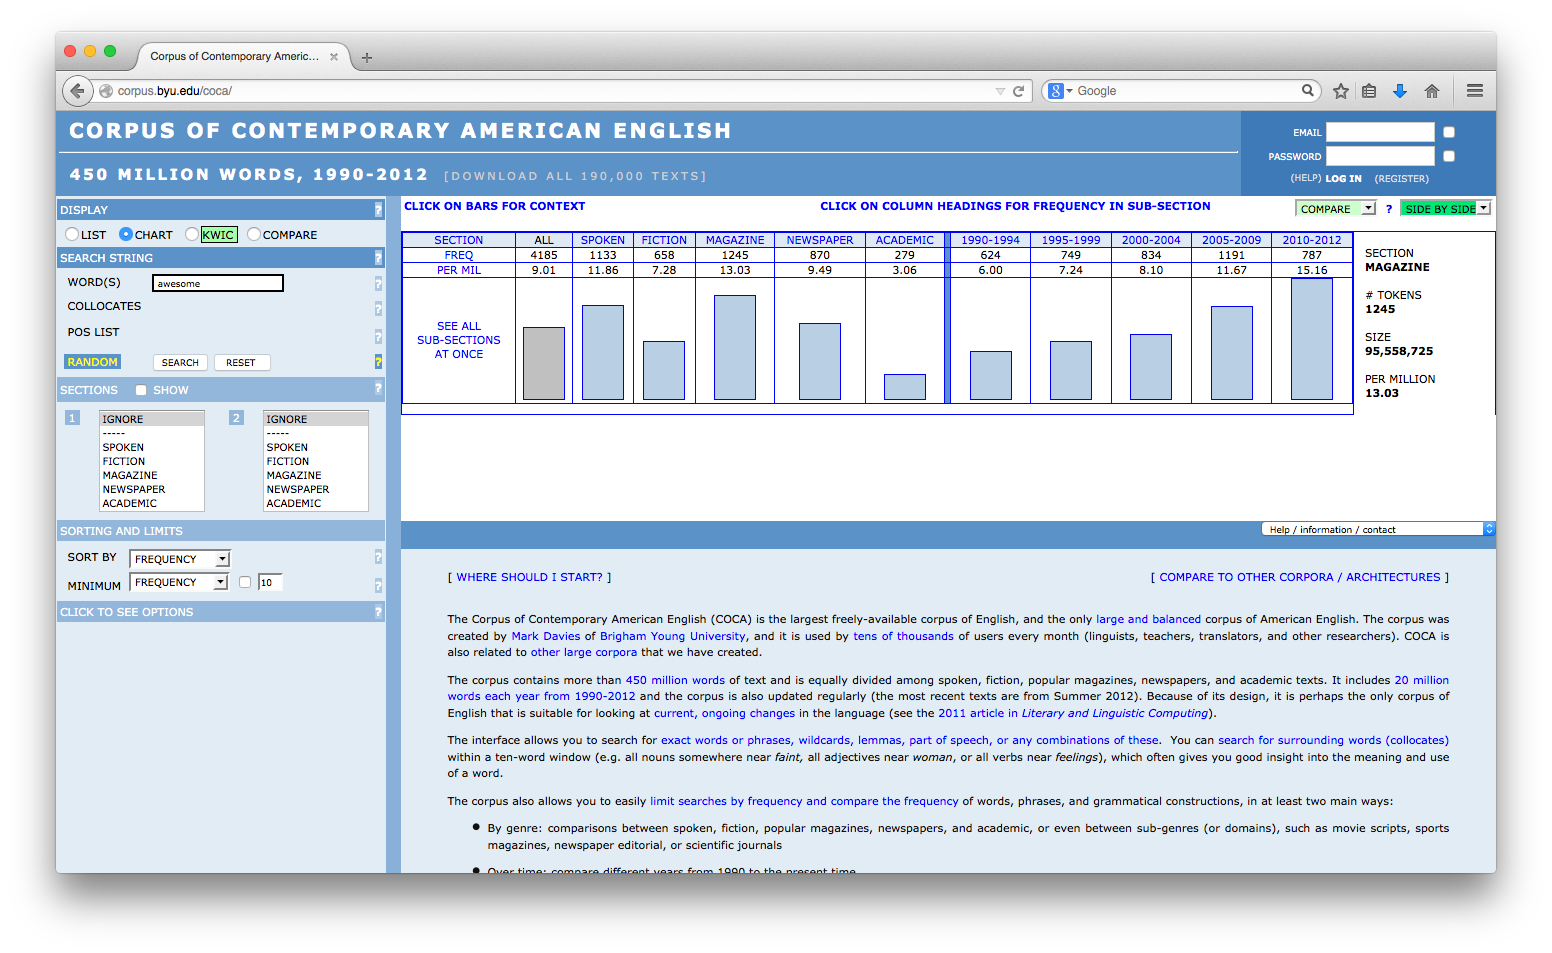 Corpus of Contemporary Americ...
corpus.byu.edu/coca/
Google
CORPUS OF CONTEMPORARY AMERICAN ENGLISH
450 MILLION WORDS, 1990-2012 [DOWNLOAD ALL 190,000 TEXTS]
EMAIL
PASSWORD
(HELP) LOG IN (REGISTER)
DISPLAY ?
LIST CHART KWIC COMPARE
SEARCH STRING ?
WORD(S) awesome ?
COLLOCATES ?
POS LIST ?
RANDOM SEARCH RESET ?
SECTIONS SHOW ?
1 IGNORE 2 IGNORE
----- -----
SPOKEN SPOKEN
FICTION FICTION
MAGAZINE MAGAZINE
NEWSPAPER NEWSPAPER
ACADEMIC ACADEMIC
SORTING AND LIMITS
SORT BY FREQUENCY ?
MINIMUM FREQUENCY 10 ?
CLICK TO SEE OPTIONS ?
CLICK ON BARS FOR CONTEXT CLICK ON COLUMN HEADINGS FOR FREQUENCY IN SUB-SECTION COMPARE ? SIDE BY SIDE
SECTION ALL SPOKEN FICTION MAGAZINE NEWSPAPER ACADEMIC 1990-1994 1995-1999 2000-2004 2005-2009 2010-2012
FREQ 4185 1133 658 1245 870 279 624 749 834 1191 787
PER MIL 9.01 11.86 7.28 13.03 9.49 3.06 6.00 7.24 8.10 11.67 15.16
SEE ALL
SUB-SECTIONS
AT ONCE
SECTION
MAGAZINE
# TOKENS
1245
SIZE
95,558,725
PER MILLION
13.03
Help / information / contact
[ WHERE SHOULD I START? ] [ COMPARE TO OTHER CORPORA / ARCHITECTURES ]
The Corpus of Contemporary American English (COCA) is the largest freely-available corpus of English, and the only large and balanced corpus of American English. The corpus was
created by Mark Davies of Brigham Young University, and it is used by tens of thousands of users every month (linguists, teachers, translators, and other researchers). COCA is
also related to other large corpora that we have created.
The corpus contains more than 450 million words of text and is equally divided among spoken, fiction, popular magazines, newspapers, and academic texts. It includes 20 million
words each year from 1990-2012 and the corpus is also updated regularly (the most recent texts are from Summer 2012). Because of its design, it is perhaps the only corpus of
English that is suitable for looking at current, ongoing changes in the language (see the 2011 article in Literary and Linguistic Computing).
The interface allows you to search for exact words or phrases, wildcards, lemmas, part of speech, or any combinations of these. You can search for surrounding words (collocates)
within a ten-word window (e.g. all nouns somewhere near faint, all adjectives near woman, or all verbs near feelings), which often gives you good insight into the meaning and use
of a word.
The corpus also allows you to easily limit searches by frequency and compare the frequency of words, phrases, and grammatical constructions, in at least two main ways:
● By genre: comparisons between spoken, fiction, popular magazines, newspapers, and academic, or even between sub-genres (or domains), such as movie scripts, sports
magazines, newspaper editorial, or scientific journals
● Over time: compare different years from 1990 to the present time